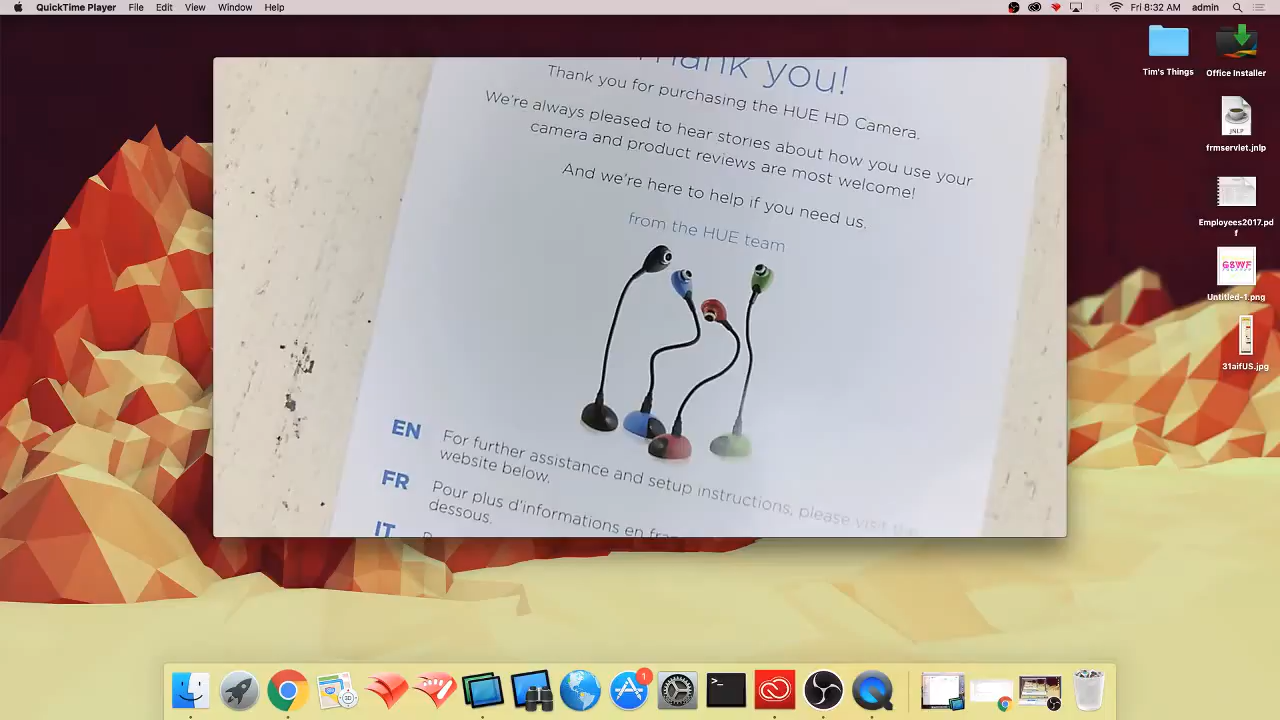 QuickTime Player File Edit View Window Help
Fri 8:32 AM admin
Tim's Things
Office Installer
JNLP
frmservlet.jnlp
Employees2017.pd
f
GSWF
Untitled-1.png
31aifUS.jpg
Thank you!
Thank you for purchasing the HUE HD Camera.
We're always pleased to hear stories about how you use your
camera and product reviews are most welcome!
And we're here to help if you need us.
from the HUE team
EN
For further assistance and setup instructions, please visit the
website below.
FR
Pour plus d'informations en
dessous.
IT
1